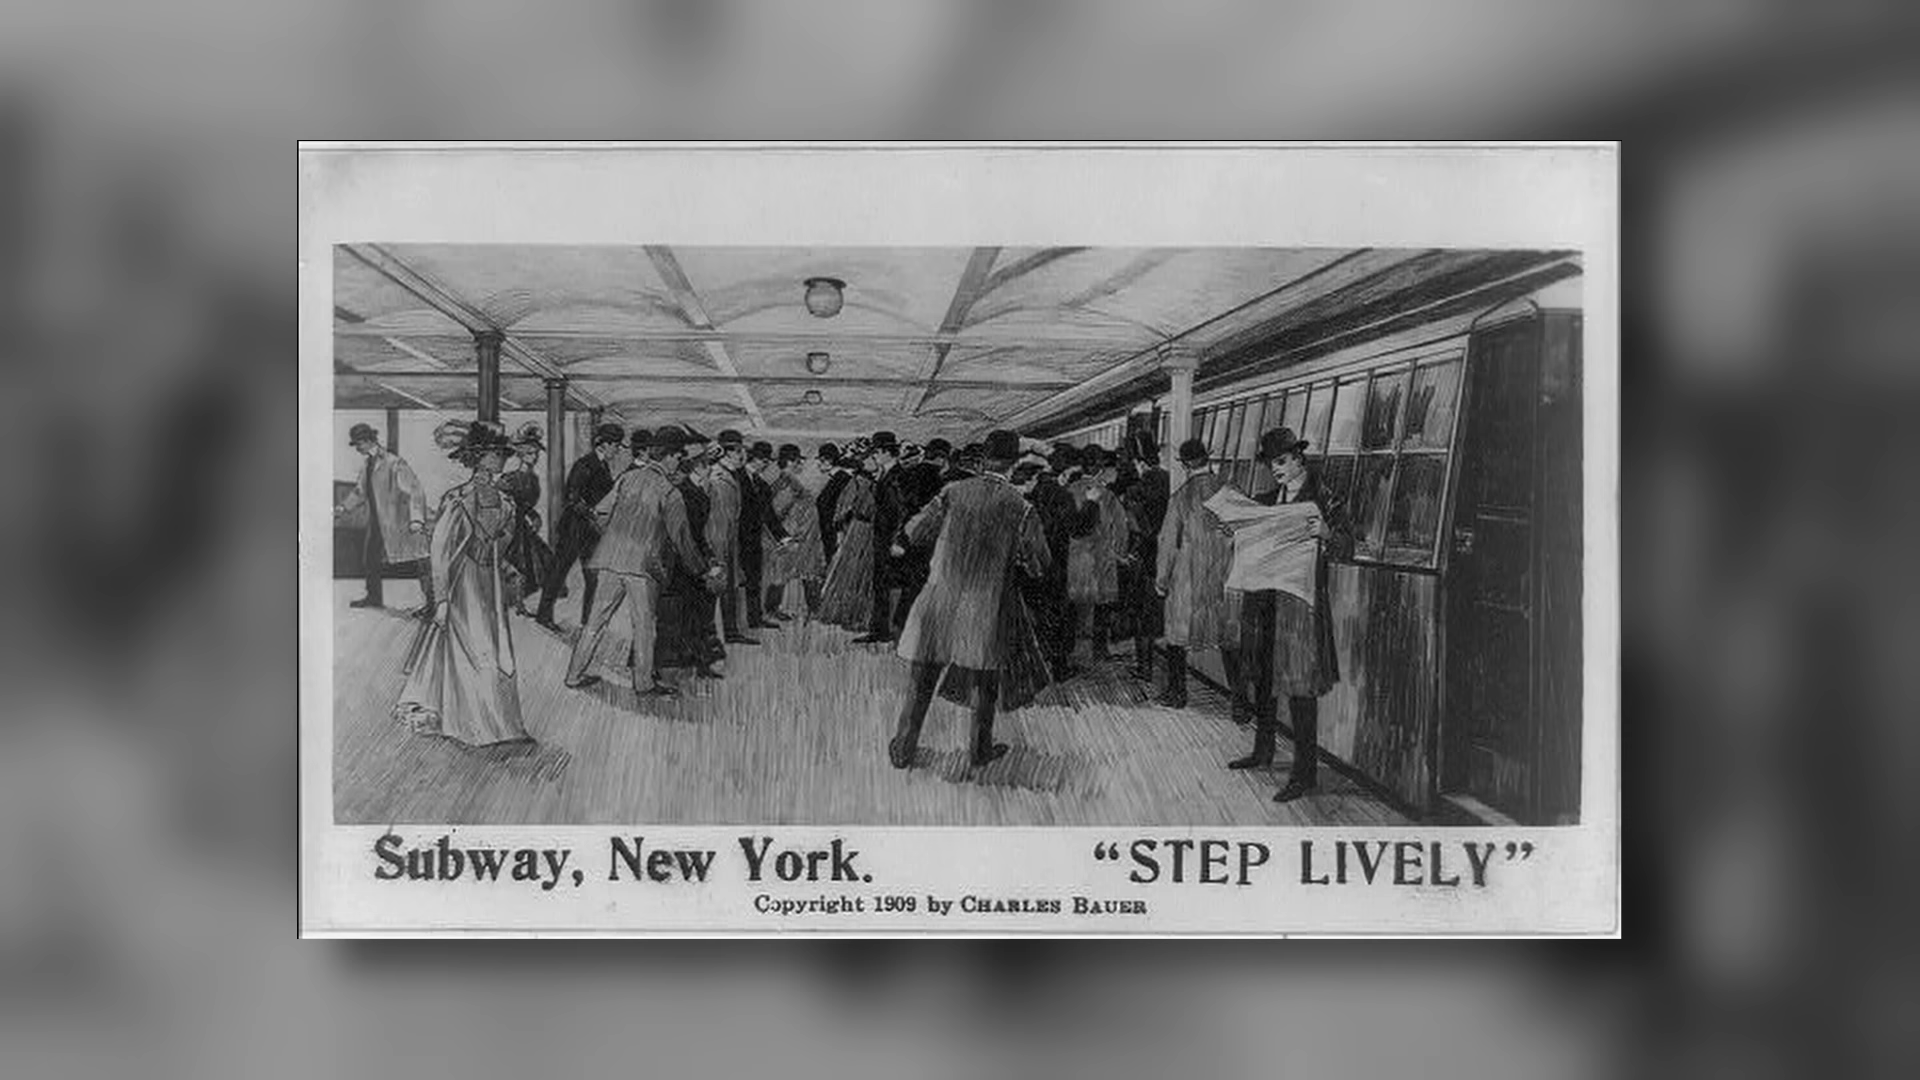 Subway, New York. "STEP LIVELY"
Copyright 1909 by CHARLES BAUER